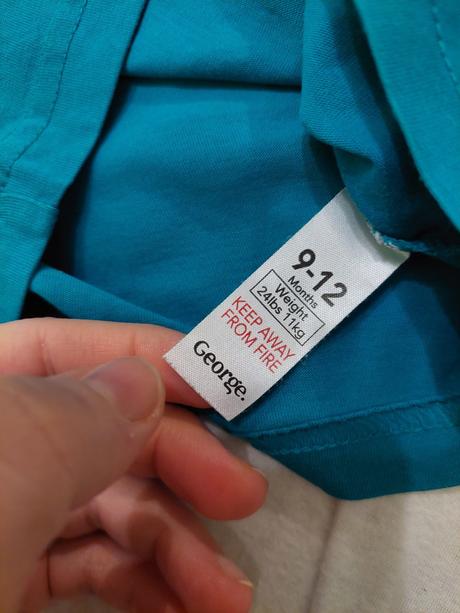 9-12
Months
Weight
24lbs 11kg
KEEP AWAY
FROM FIRE
George.